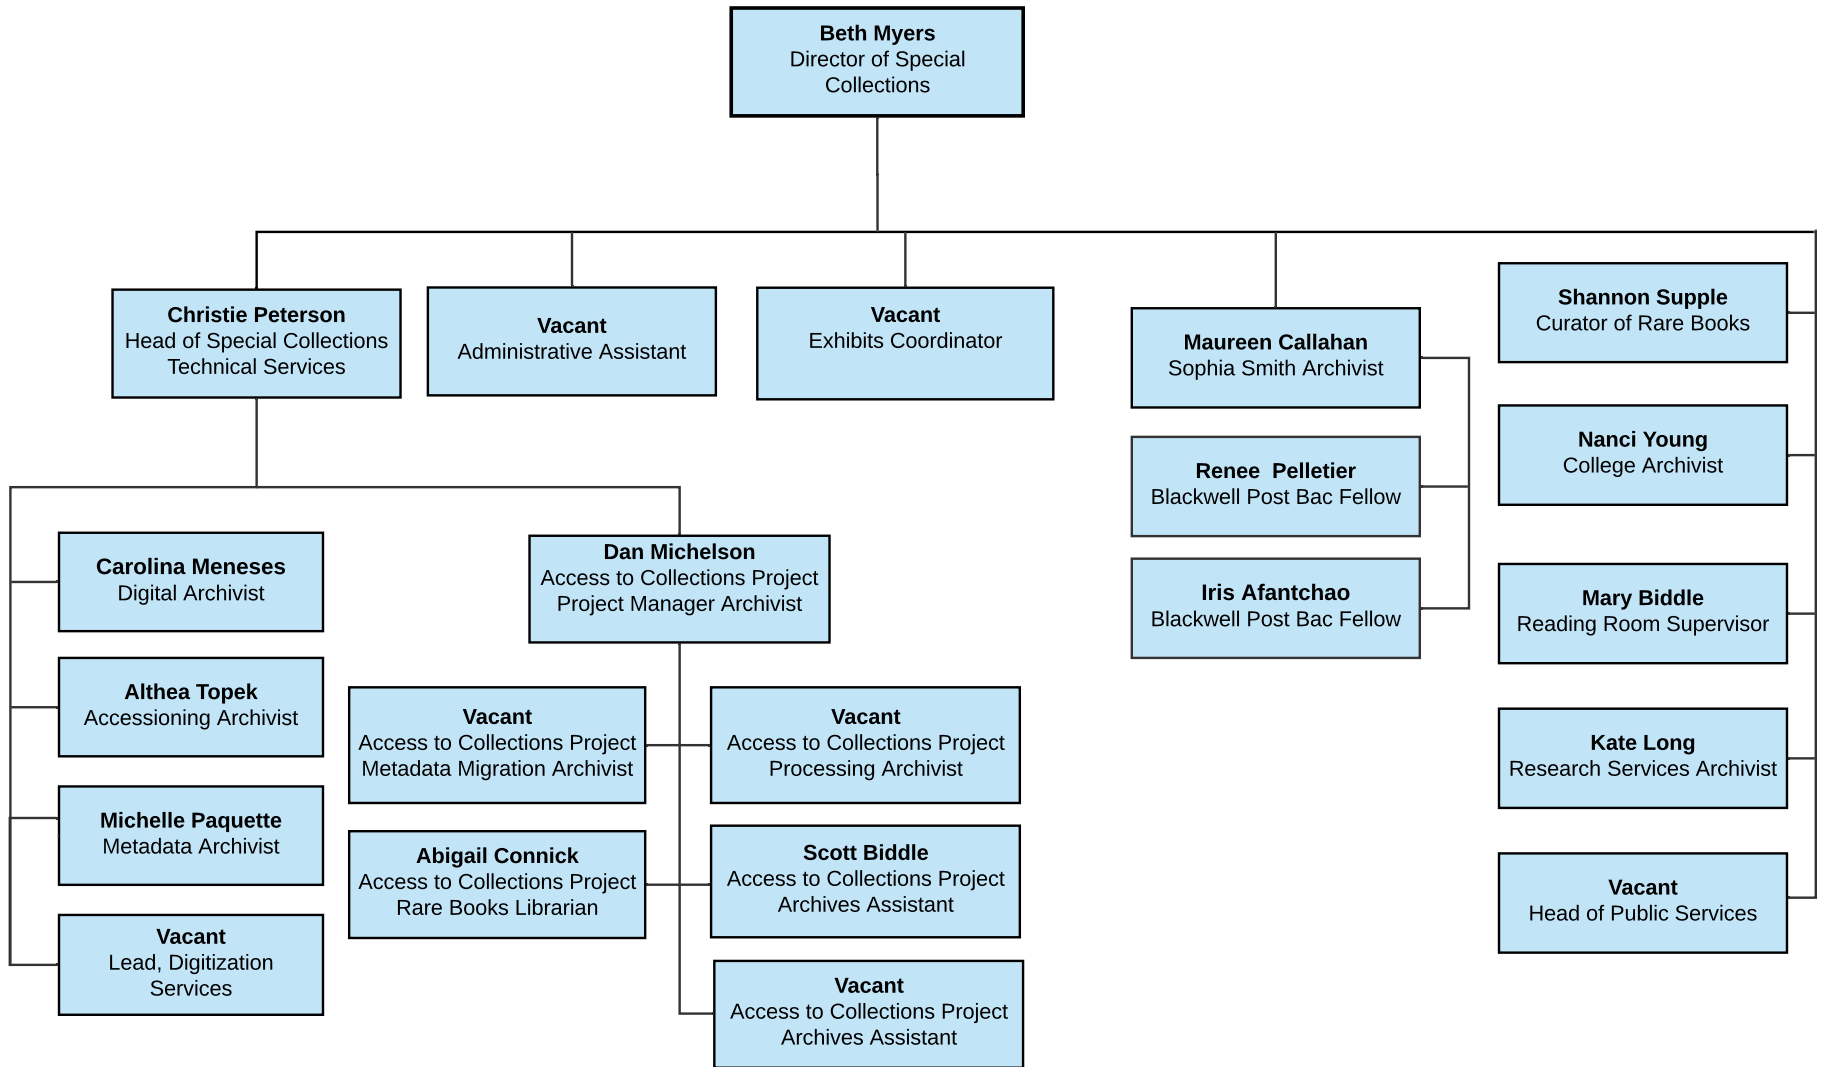 Beth Myers
Director of Special
Collections
Christie Peterson
Head of Special Collections
Technical Services
Vacant
Administrative Assistant
Vacant
Exhibits Coordinator
Maureen Callahan
Sophia Smith Archivist
Renee  Pelletier
Blackwell Post Bac Fellow
Iris Afantchao
Blackwell Post Bac Fellow
Shannon Supple
Curator of Rare Books
Nanci Young
College Archivist
Mary Biddle
Reading Room Supervisor
Kate Long
Research Services Archivist
Vacant
Head of Public Services
Carolina Meneses
Digital Archivist
Althea Topek
Accessioning Archivist
Michelle Paquette
Metadata Archivist
Vacant
Lead, Digitization
Services
Dan Michelson
Access to Collections Project
Project Manager Archivist
Vacant
Access to Collections Project
Metadata Migration Archivist
Vacant
Access to Collections Project
Processing Archivist
Abigail Connick
Access to Collections Project
Rare Books Librarian
Scott Biddle
Access to Collections Project
Archives Assistant
Vacant
Access to Collections Project
Archives Assistant